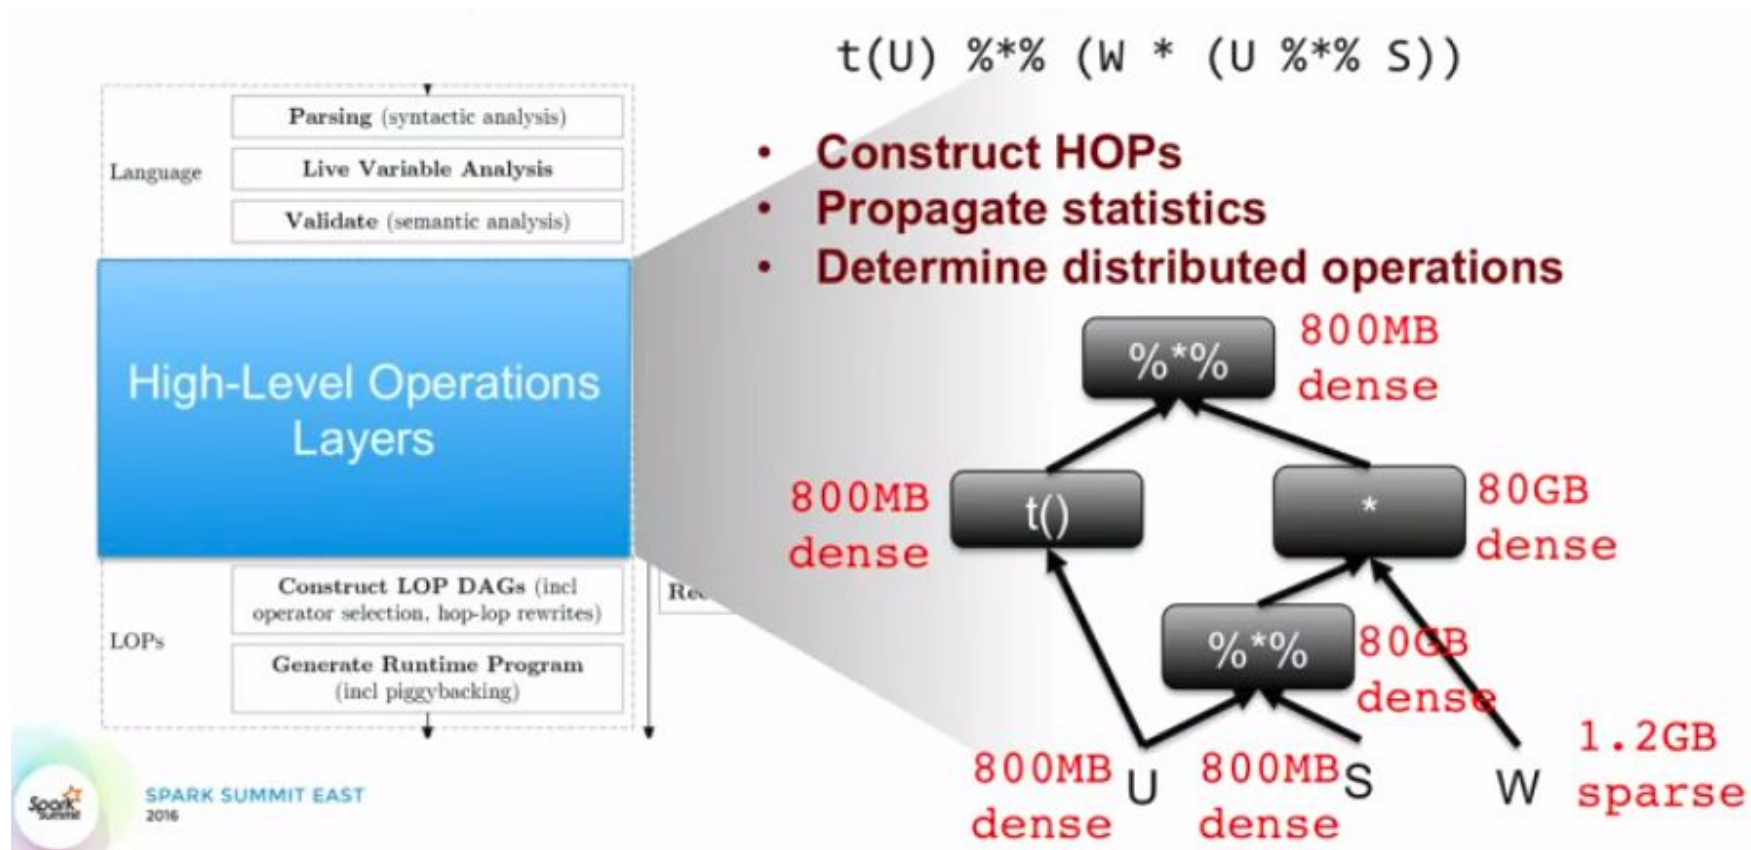 t(U) %*% (W * (U %*% S))
Parsing (syntactic analysis)
Language
Live Variable Analysis
Validate (semantic analysis)
High-Level Operations
Layers
Construct LOP DAGs (incl
operator selection, hop-lop rewrites)
LOPs
Generate Runtime Program
(incl piggybacking)
• Construct HOPs
• Propagate statistics
• Determine distributed operations
%*%
800MB
dense
800MB
dense
t()
*
80GB
dense
%*%
80GB
dense
800MB
dense
U
800MB
dense
S
W
1.2GB
sparse
Spark
Summit
SPARK SUMMIT EAST
2016